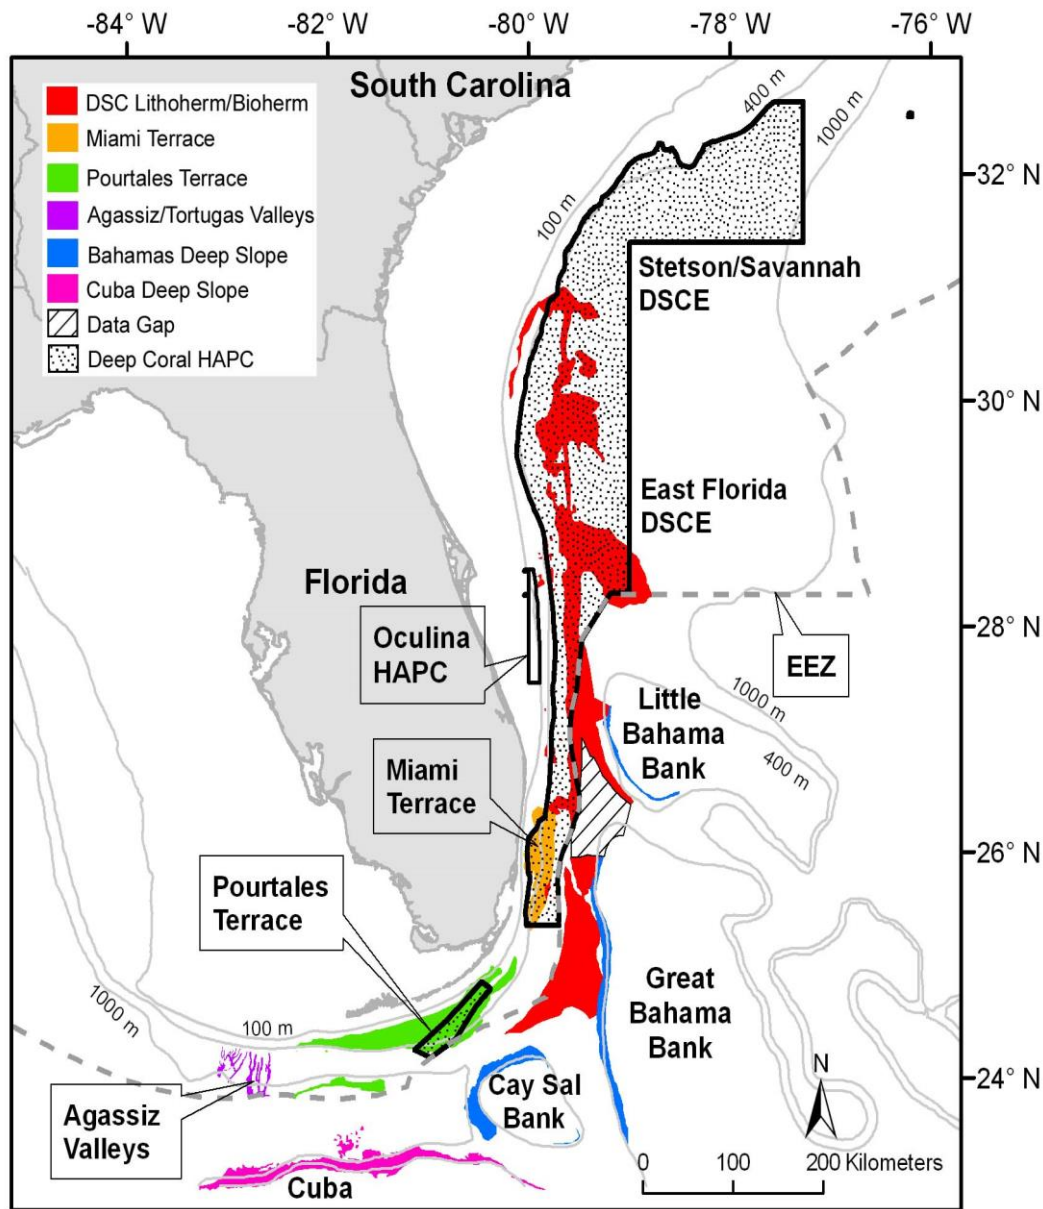 -84° W
-82° W
-80° W
-78° W
-76° W
South Carolina
400 m
1000 m
DSC Lithoherm/Bioherm
Miami Terrace
Pourtales Terrace
Agassiz/Tortugas Valleys
Bahamas Deep Slope
Cuba Deep Slope
Data Gap
Deep Coral HAPC
32° N
100 m
Stetson/Savannah
DSCE
30° N
East Florida
DSCE
Florida
28° N
Oculina
HAPC
EEZ
Little
Bahama
Bank
1000 m
400 m
Miami
Terrace
26° N
Pourtales
Terrace
Great
Bahama
Bank
1000 m
100 m
N
24° N
Agassiz
Valleys
Cay Sal
Bank
0 100 200 Kilometers
Cuba